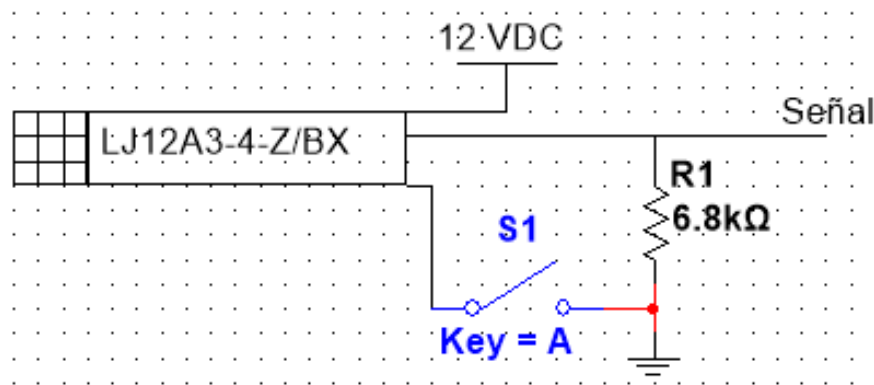 12 VDC
Señal
LJ12A3-4-Z/BX
R1
6.8kΩ
S1
Key = A